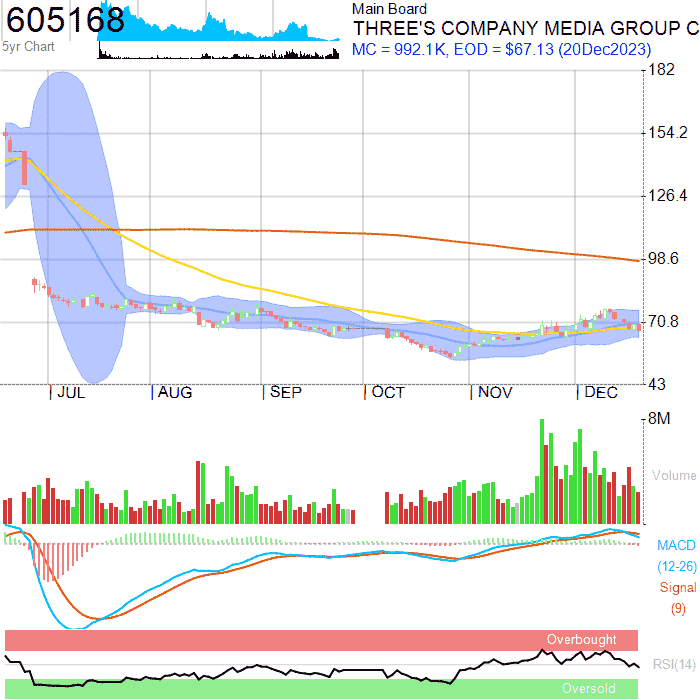 605168
5yr Chart
Main Board
THREE'S COMPANY MEDIA GROUP C
MC = 992.1K, EOD = $67.13 (20Dec2023)
182
154.2
126.4
98.6
70.8
43
JUL
AUG
SEP
OCT
NOV
DEC
8M
Volume
MACD
(12-26)
Signal
(9)
Overbought
RSI(14)
Oversold